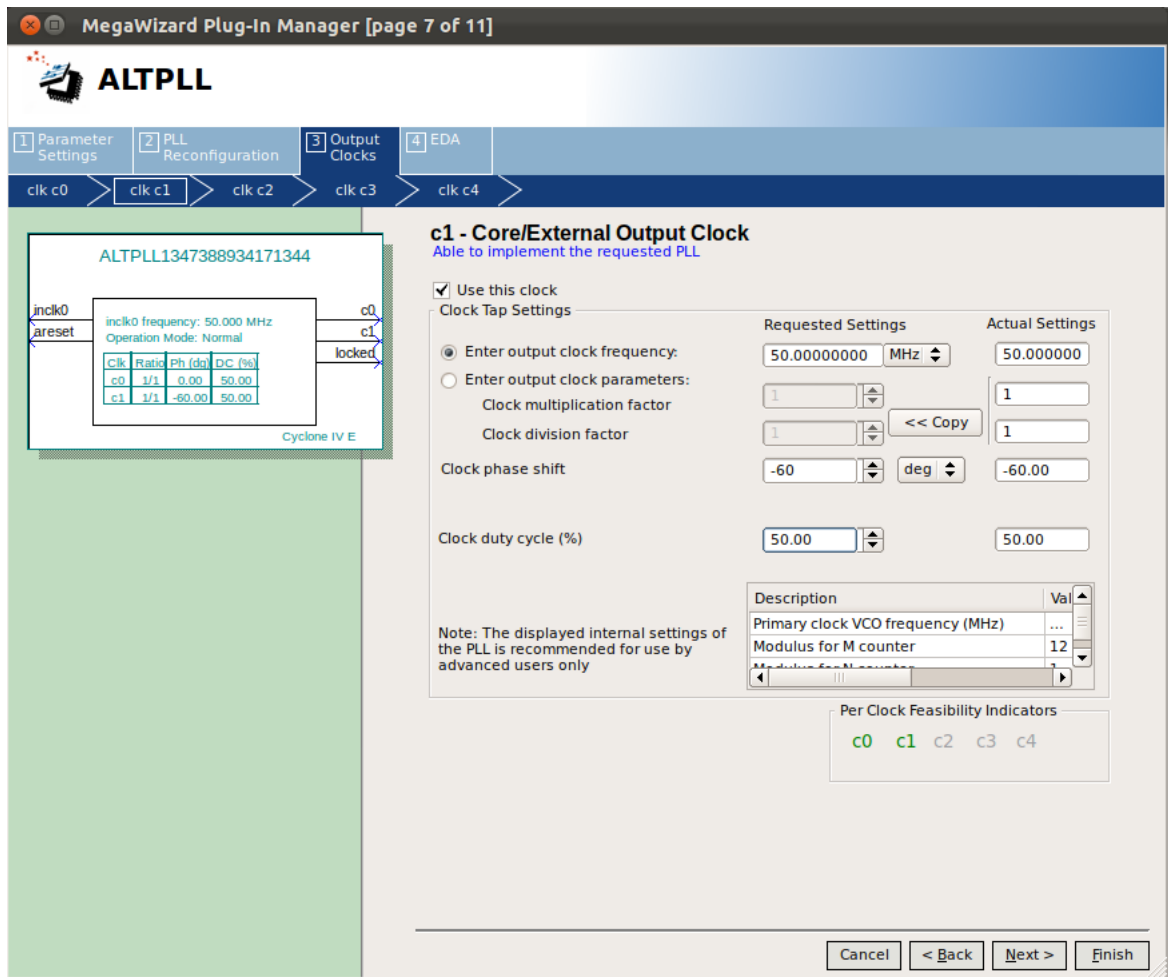 MegaWizard Plug-In Manager [page 7 of 11]
ALTPLL
1 Parameter Settings
2 PLL Reconfiguration
3 Output Clocks
4 EDA
clk c0 clk c1 clk c2 clk c3 clk c4
ALTPLL1347388934171344
inclk0
areset
c0
c1
locked
inclk0 frequency: 50.000 MHz
Operation Mode: Normal
Clk Ratio Ph (dg) DC (%)
c0 1/1 0.00 50.00
c1 1/1 -60.00 50.00
Cyclone IV E
c1 - Core/External Output Clock
Able to implement the requested PLL
Use this clock
Clock Tap Settings
Requested Settings Actual Settings
Enter output clock frequency: 50.00000000 MHz 50.000000
Enter output clock parameters:
Clock multiplication factor 1 1
<< Copy
Clock division factor 1 1
Clock phase shift -60 deg -60.00
Clock duty cycle (%) 50.00 50.00
Note: The displayed internal settings of
the PLL is recommended for use by
advanced users only
Description Val
Primary clock VCO frequency (MHz) ...
Modulus for M counter 12
Modulus for N counter 1
Per Clock Feasibility Indicators
c0 c1 c2 c3 c4
Cancel < Back Next > Finish